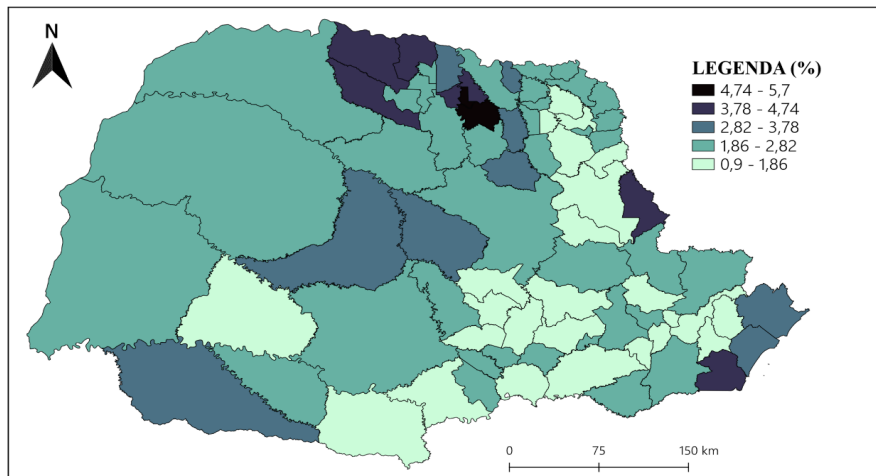 N
LEGENDA (%)
4,74 - 5,7
3,78 - 4,74
2,82 - 3,78
1,86 - 2,82
0,9 - 1,86
0 75 150 km